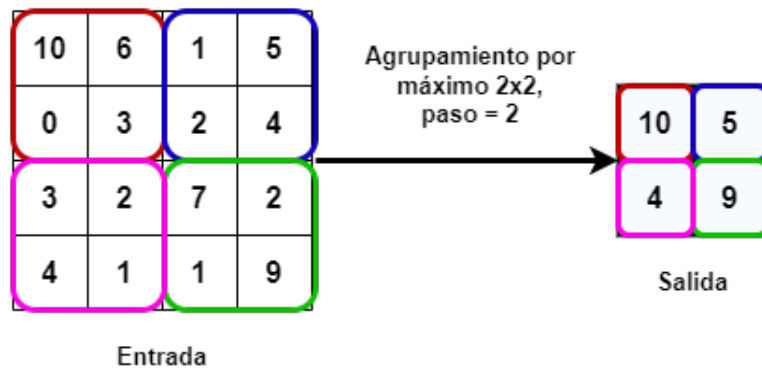 10 6 1 5
0 3 2 4
3 2 7 2
4 1 1 9
Entrada
Agrupamiento por
máximo 2x2,
paso = 2
10 5
4 9
Salida